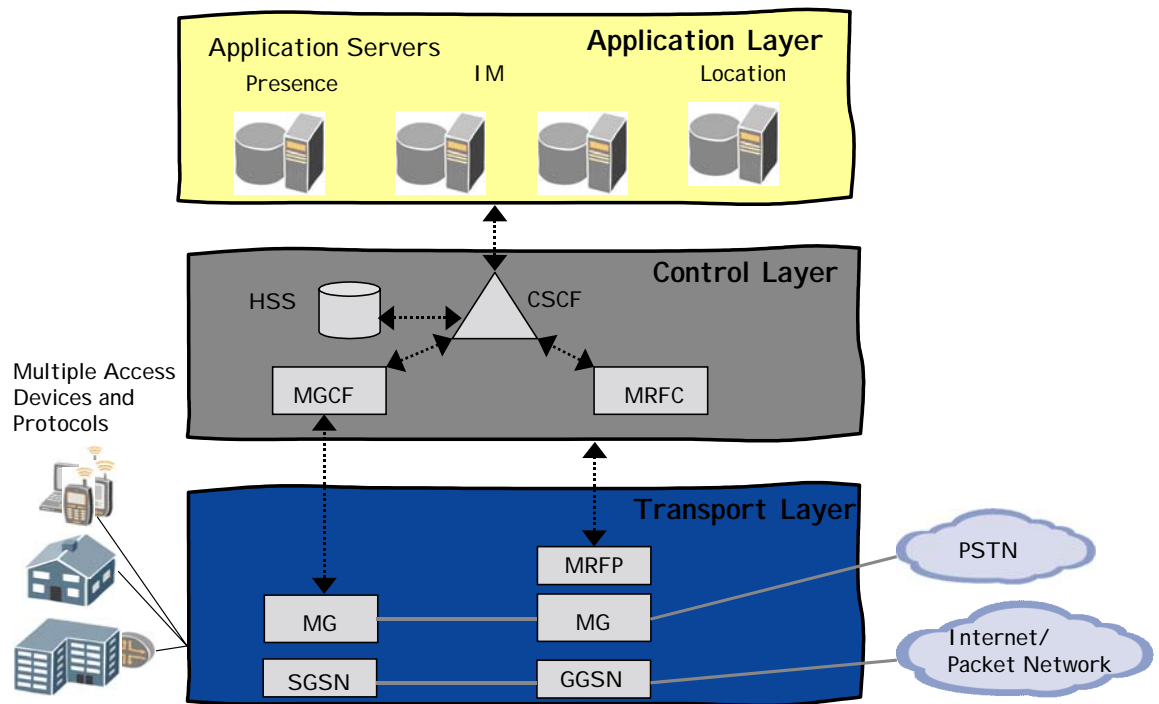 Application Servers
Application Layer
Presence
IM
Location
Control Layer
HSS
CSCF
MGCF
MRFC
Multiple Access
Devices and
Protocols
Transport Layer
MRFP
MG
MG
SGSN
GGSN
PSTN
Internet/
Packet Network